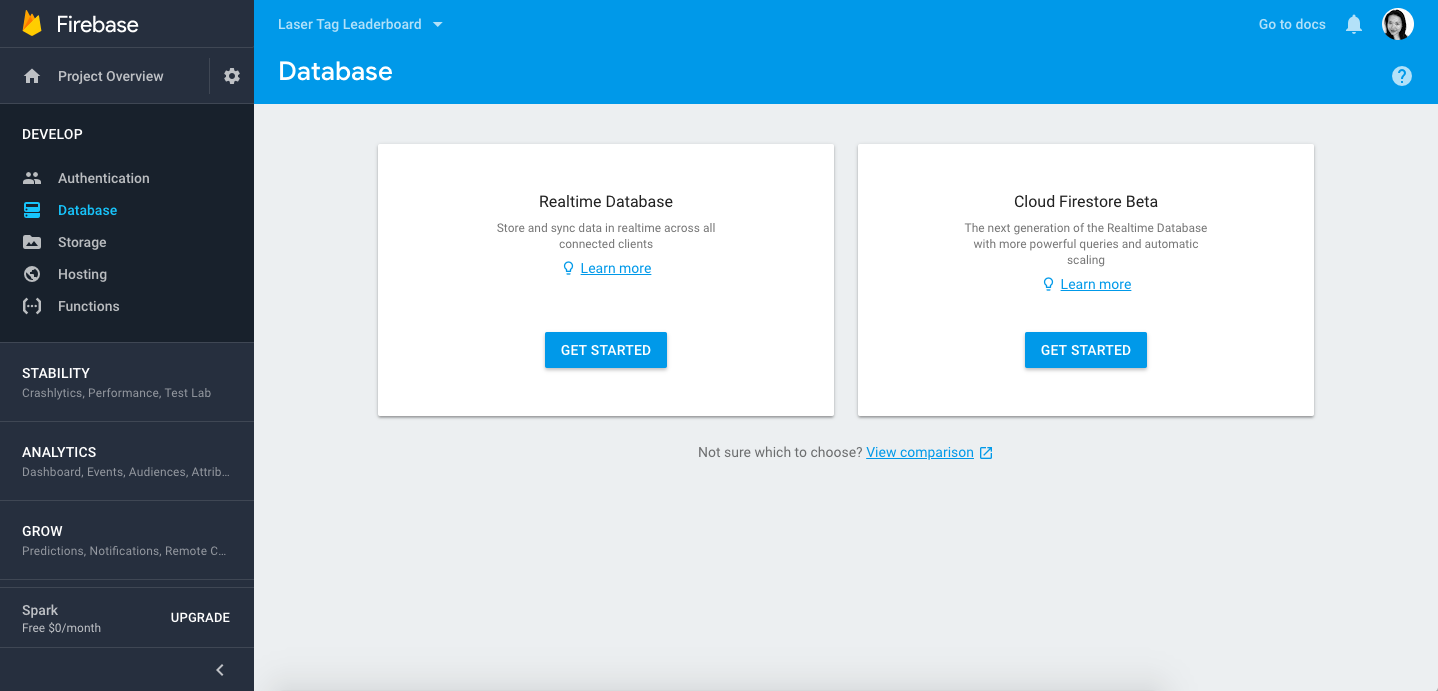 Firebase
Project Overview
DEVELOP
Authentication
Database
Storage
Hosting
Functions
STABILITY
Crashlytics, Performance, Test Lab
ANALYTICS
Dashboard, Events, Audiences, Attrib...
GROW
Predictions, Notifications, Remote C...
Spark
Free $0/month
UPGRADE
Laser Tag Leaderboard
Go to docs
Database
?
Realtime Database
Store and sync data in realtime across all
connected clients
Learn more
GET STARTED
Cloud Firestore Beta
The next generation of the Realtime Database
with more powerful queries and automatic
scaling
Learn more
GET STARTED
Not sure which to choose? View comparison